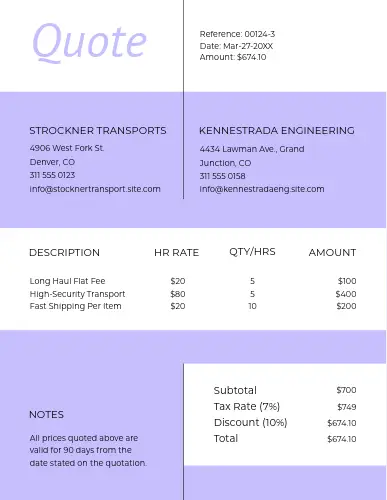 Quote
Reference: 00124-3
Date: Mar-27-20XX
Amount: $674.10
STROCKNER TRANSPORTS
4906 West Fork St.
Denver, CO
311 555 0123
info@stocknertransport.site.com
KENNESTRADA ENGINEERING
4434 Lawman Ave., Grand
Junction, CO
311 555 0158
info@kennestradaeng.site.com
DESCRIPTION HR RATE QTY/HRS AMOUNT
Long Haul Flat Fee $20 5 $100
High-Security Transport $80 5 $400
Fast Shipping Per Item $20 10 $200
Subtotal $700
Tax Rate (7%) $749
Discount (10%) $674.10
Total $674.10
NOTES
All prices quoted above are
valid for 90 days from the
date stated on the quotation.